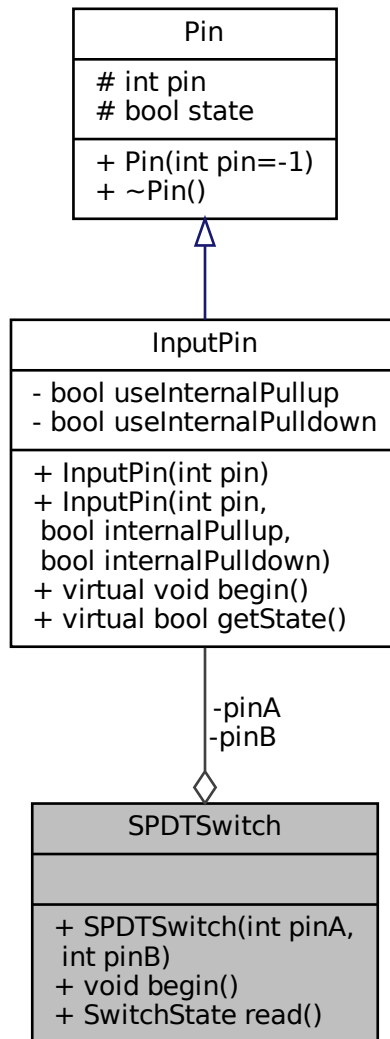 Pin
# int pin
# bool state
+ Pin(int pin=-1)
+ ~Pin()
InputPin
- bool useInternalPullup
- bool useInternalPulldown
+ InputPin(int pin)
+ InputPin(int pin,
bool internalPullup,
bool internalPulldown)
+ virtual void begin()
+ virtual bool getState()
-pinA
-pinB
SPDTSwitch
+ SPDTSwitch(int pinA,
int pinB)
+ void begin()
+ SwitchState read()